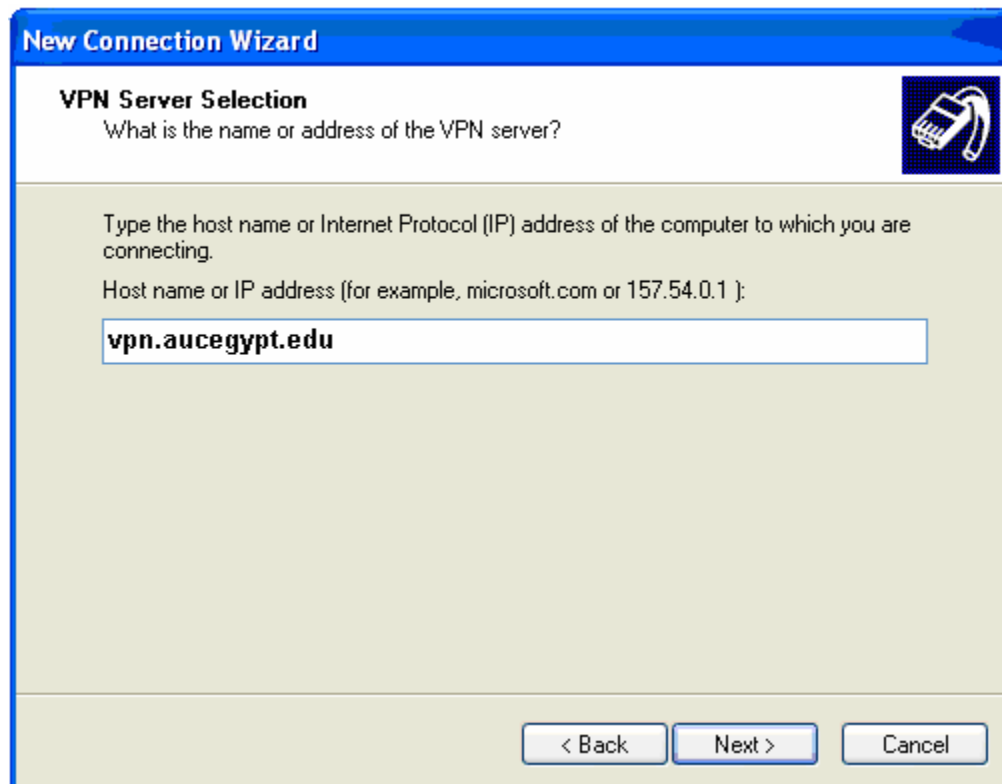 New Connection Wizard
VPN Server Selection
What is the name or address of the VPN server?
Type the host name or Internet Protocol (IP) address of the computer to which you are
connecting.
Host name or IP address (for example, microsoft.com or 157.54.0.1 ):
vpn.aucegypt.edu
< Back
Next >
Cancel